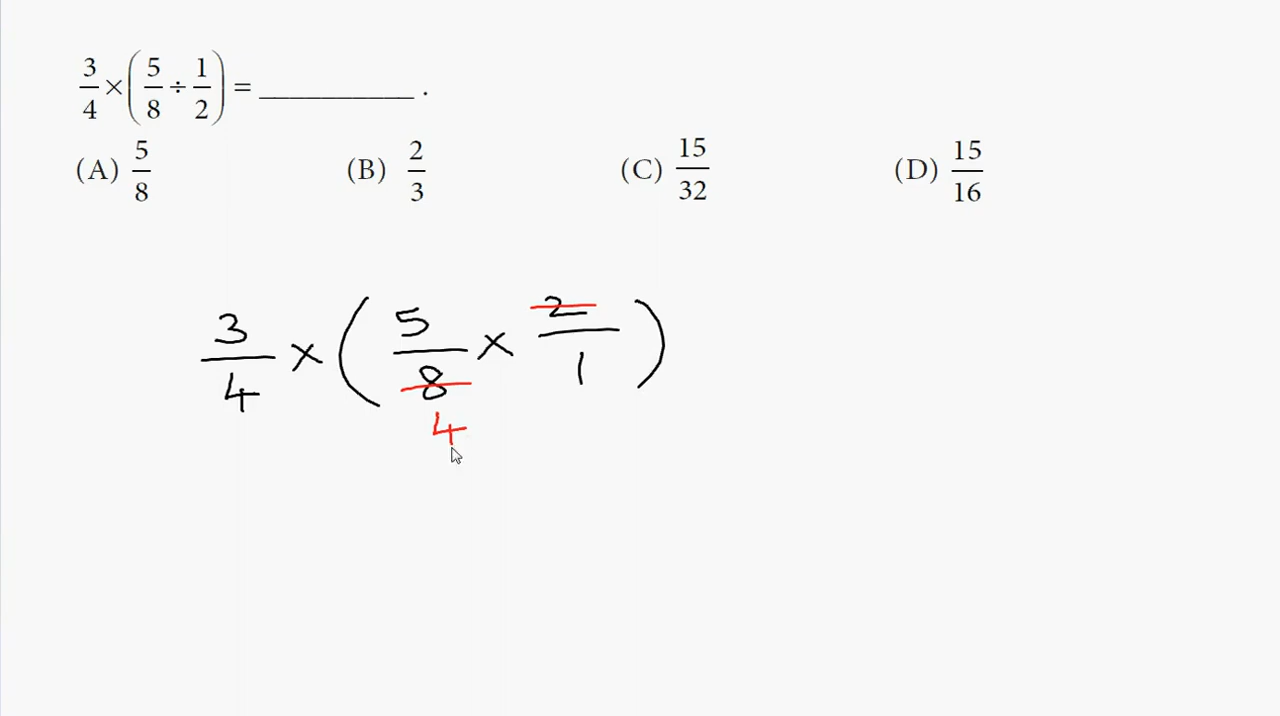 3/4 × (5/8 ÷ 1/2) = __________ .
(A) 5/8 (B) 2/3 (C) 15/32 (D) 15/16
3/4 × (5/8 × 2/1)
4